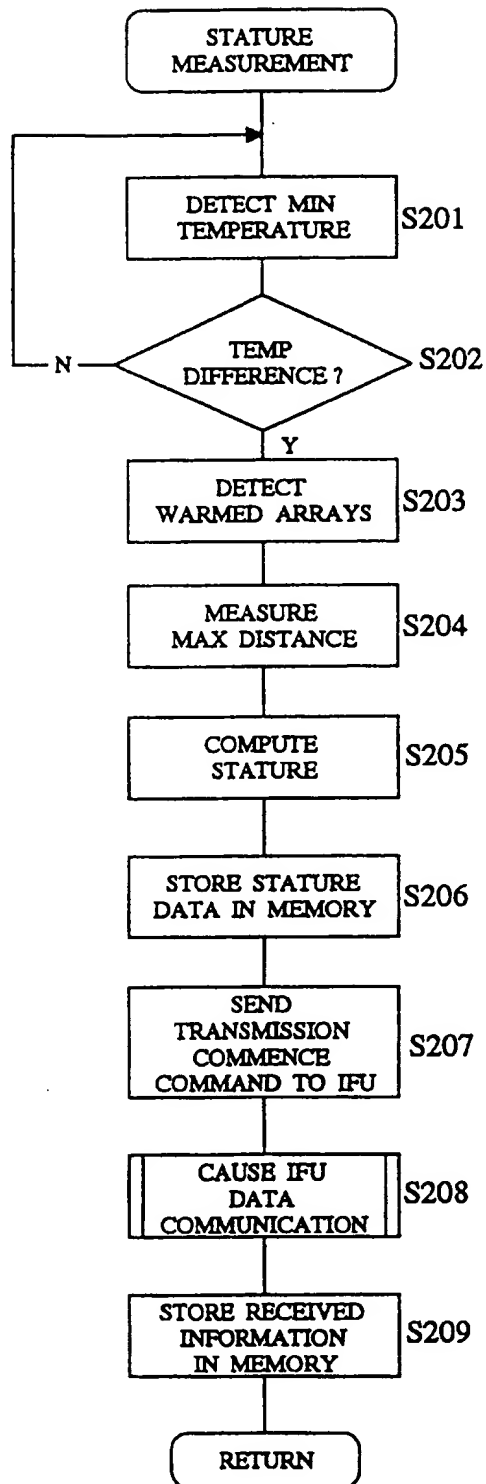 STATURE
MEASUREMENT
DETECT MIN
TEMPERATURE
S201
TEMP
DIFFERENCE ?
S202
N
Y
DETECT
WARMED ARRAYS
S203
MEASURE
MAX DISTANCE
S204
COMPUTE
STATURE
S205
STORE STATURE
DATA IN MEMORY
S206
SEND
TRANSMISSION
COMMENCE
COMMAND TO IFU
S207
CAUSE IFU
DATA
COMMUNICATION
S208
STORE RECEIVED
INFORMATION
IN MEMORY
S209
RETURN